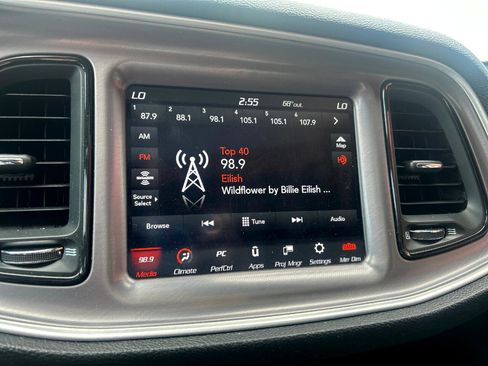 LO 2:55 68° out. LO
1 2 3 4 5 6
87.9 88.1 98.1 105.1 105.1 107.9
AM
Top 40
Map
FM
98.9
HD
Eilish
Wildflower by Billie Eilish ...
Source
Select
Browse Tune Audio
98.9 PC
Media Climate PerfCtrl Apps Proj Mngr Settings Mirr Dim